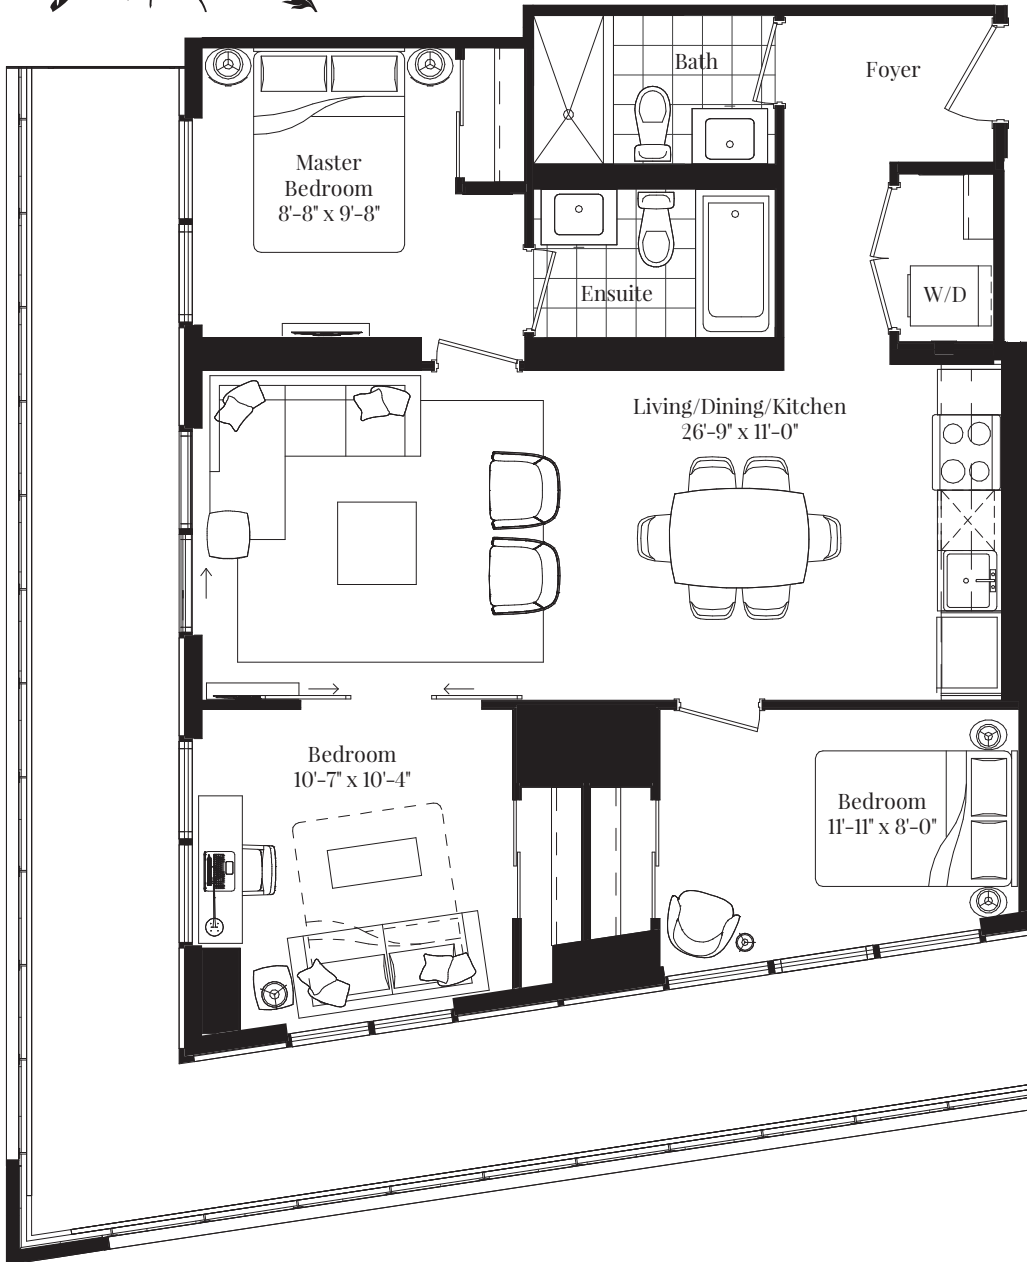 Bath
Foyer
Master
Bedroom
8'-8" x 9'-8"
Ensuite
W/D
Living/Dining/Kitchen
26'-9" x 11'-0"
Bedroom
10'-7" x 10'-4"
Bedroom
11'-11" x 8'-0"